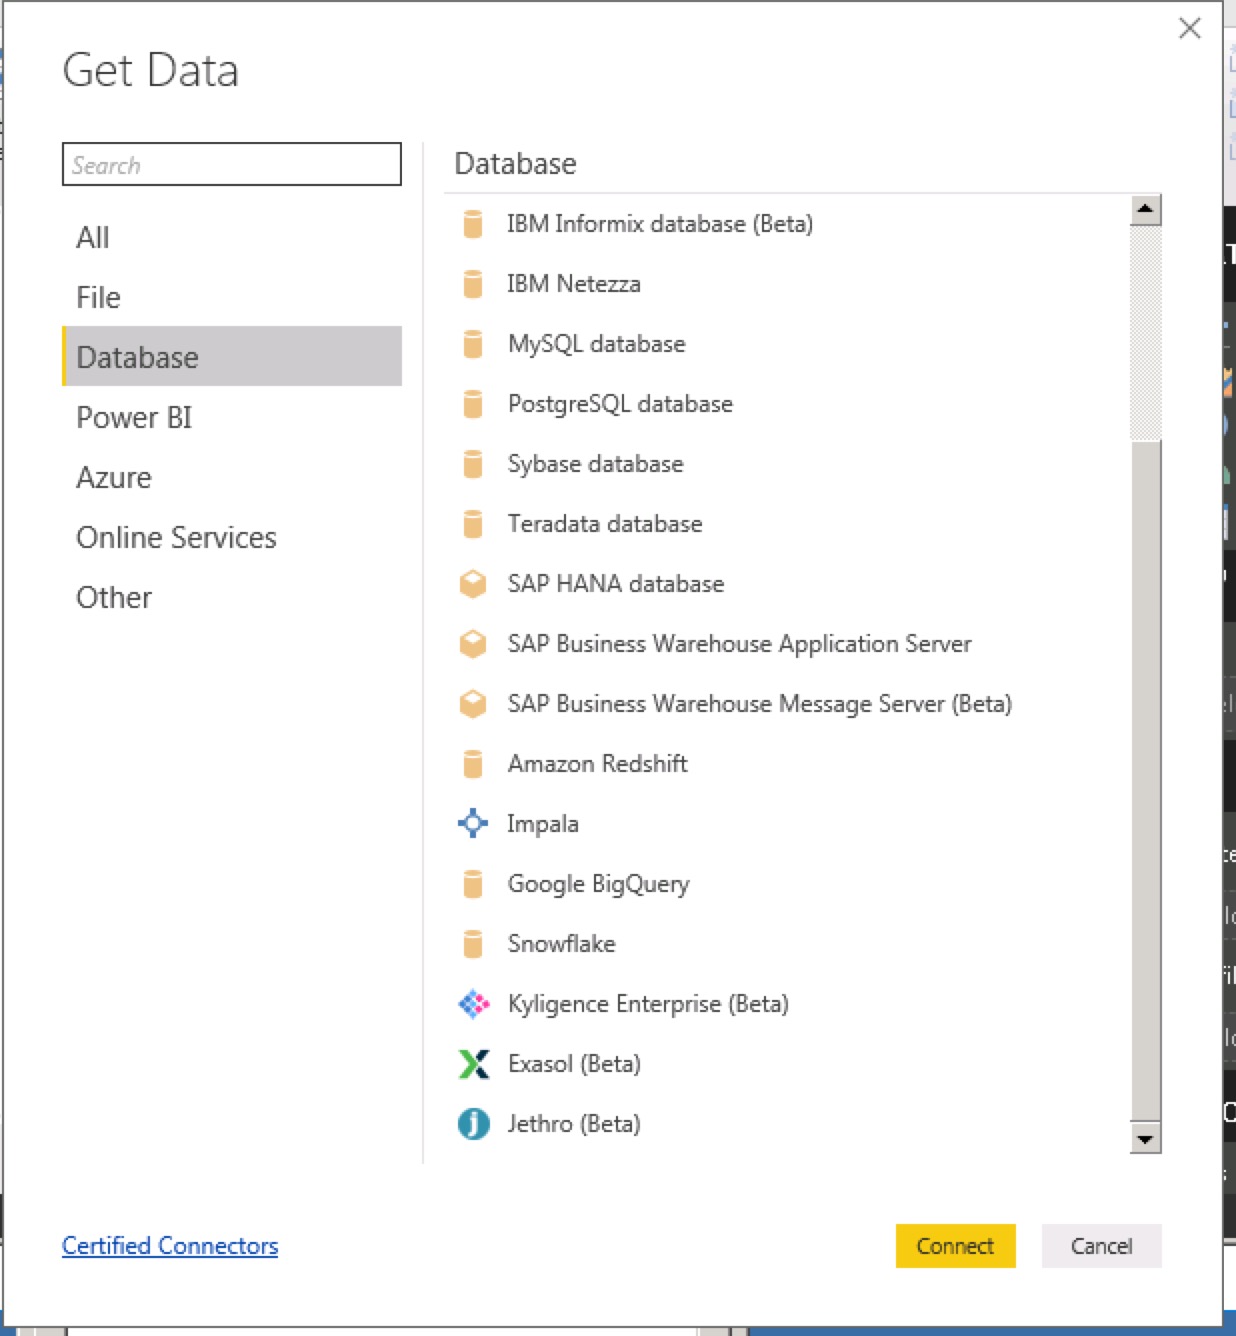 Get Data
Search
All
File
Database
Power BI
Azure
Online Services
Other
Database
IBM Informix database (Beta)
IBM Netezza
MySQL database
PostgreSQL database
Sybase database
Teradata database
SAP HANA database
SAP Business Warehouse Application Server
SAP Business Warehouse Message Server (Beta)
Amazon Redshift
Impala
Google BigQuery
Snowflake
Kyligence Enterprise (Beta)
Exasol (Beta)
Jethro (Beta)
Certified Connectors
Connect
Cancel